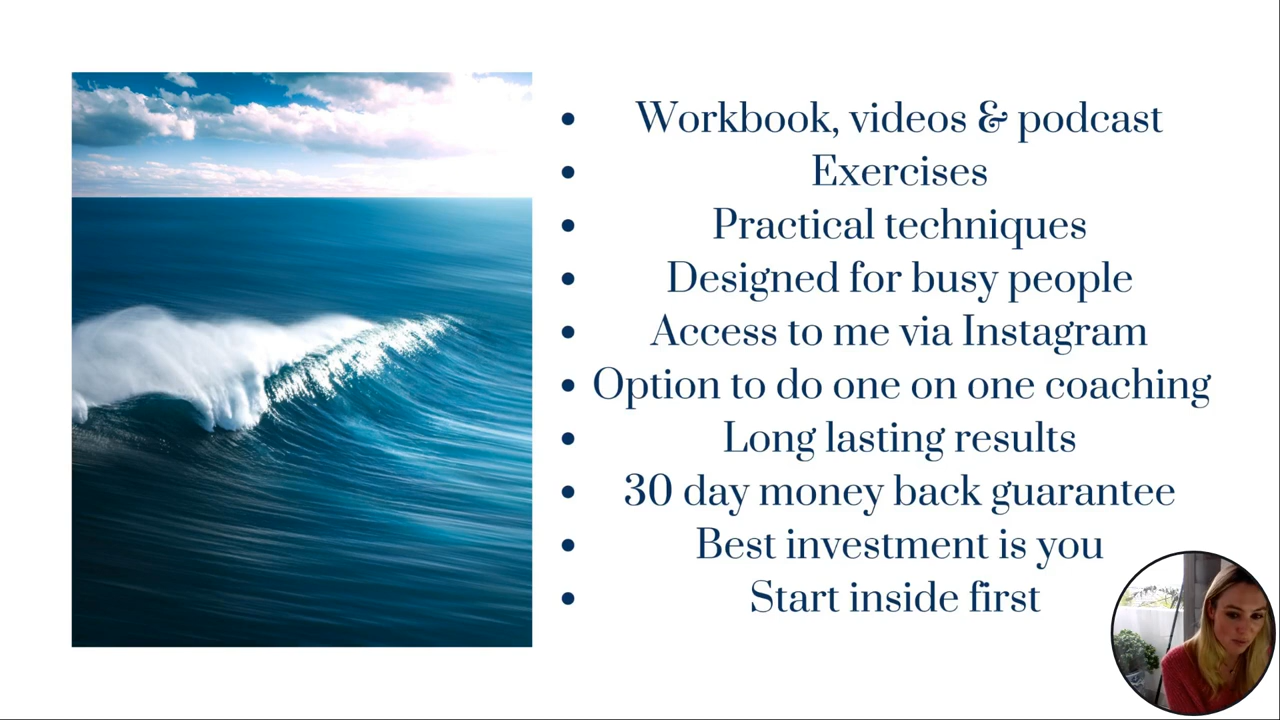 • Workbook, videos & podcast
• Exercises
• Practical techniques
• Designed for busy people
• Access to me via Instagram
• Option to do one on one coaching
• Long lasting results
• 30 day money back guarantee
• Best investment is you
• Start inside first